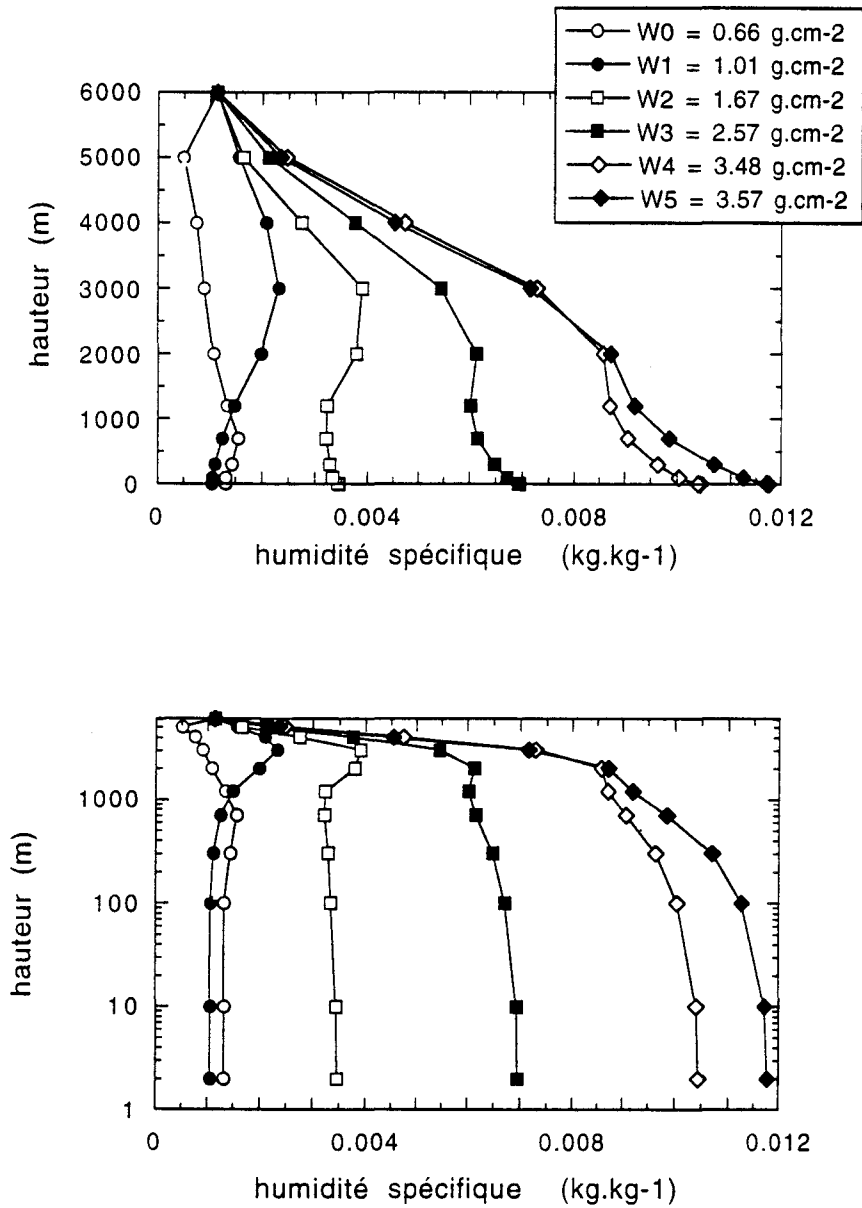 W0 = 0.66 g.cm-2
W1 = 1.01 g.cm-2
W2 = 1.67 g.cm-2
W3 = 2.57 g.cm-2
W4 = 3.48 g.cm-2
W5 = 3.57 g.cm-2
6000
5000
4000
3000
2000
1000
0
hauteur (m)
0 0.004 0.008 0.012
humidité spécifique (kg.kg-1)
1000
100
10
1
hauteur (m)
0 0.004 0.008 0.012
humidité spécifique (kg.kg-1)